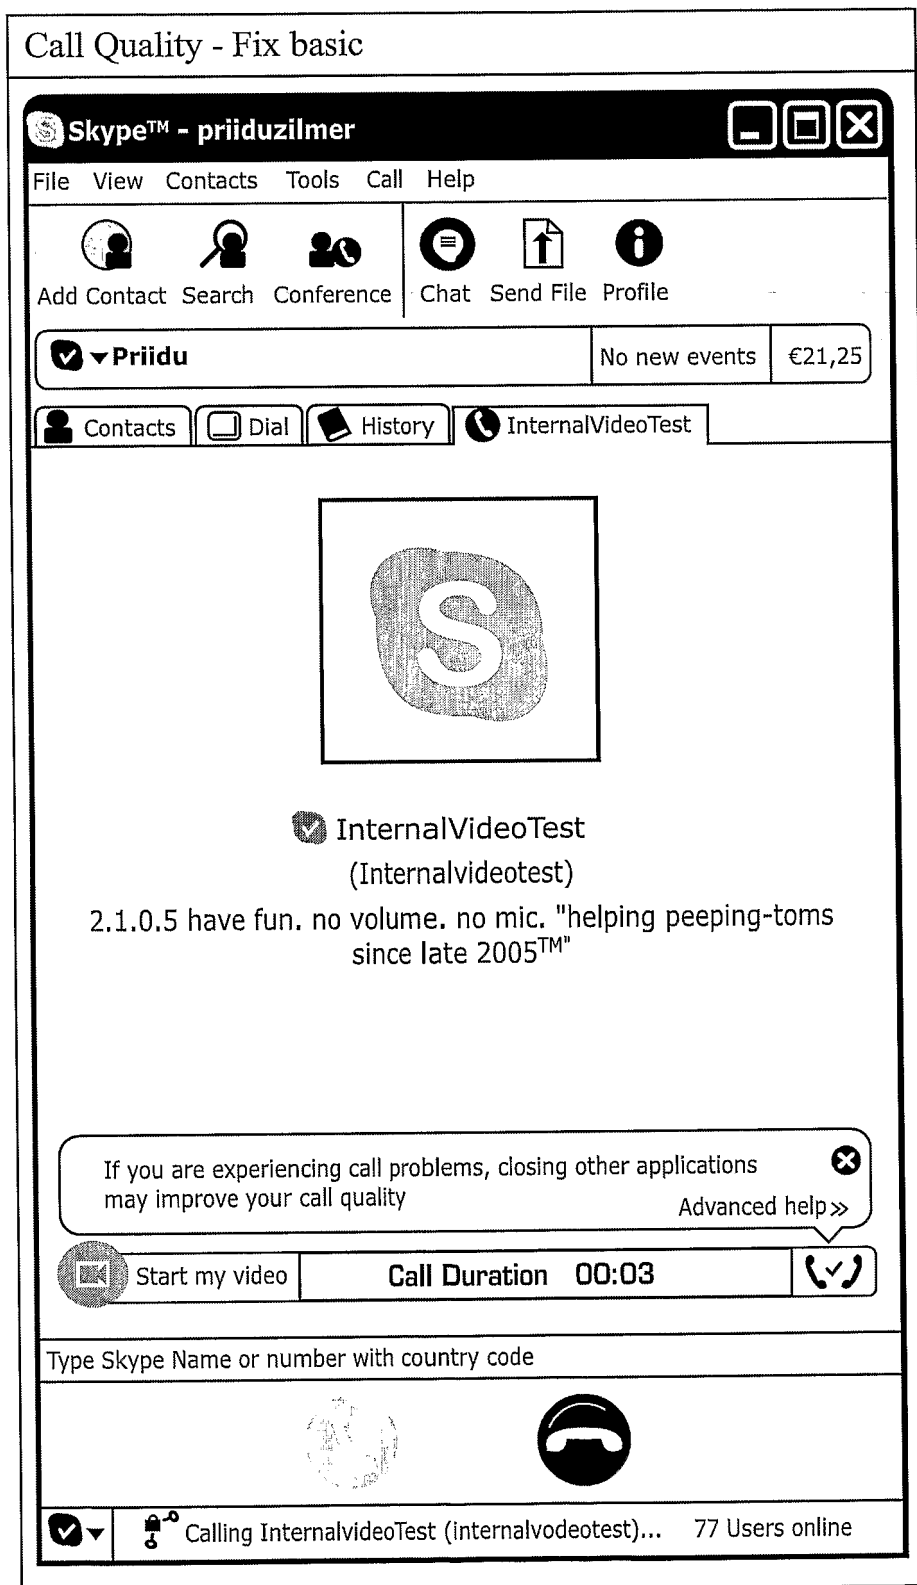 Call Quality - Fix basic
Skype™ - priiduzilmer
File View Contacts Tools Call Help
Add Contact Search Conference Chat Send File Profile
Priidu No new events €21,25
Contacts Dial History InternalVideoTest
S
InternalVideoTest
(Internalvideotest)
2.1.0.5 have fun. no volume. no mic. "helping peeping-toms
since late 2005™"
If you are experiencing call problems, closing other applications
may improve your call quality
Advanced help»
Start my video Call Duration 00:03
Type Skype Name or number with country code
Calling InternalvideoTest (internalvodeotest)... 77 Users online